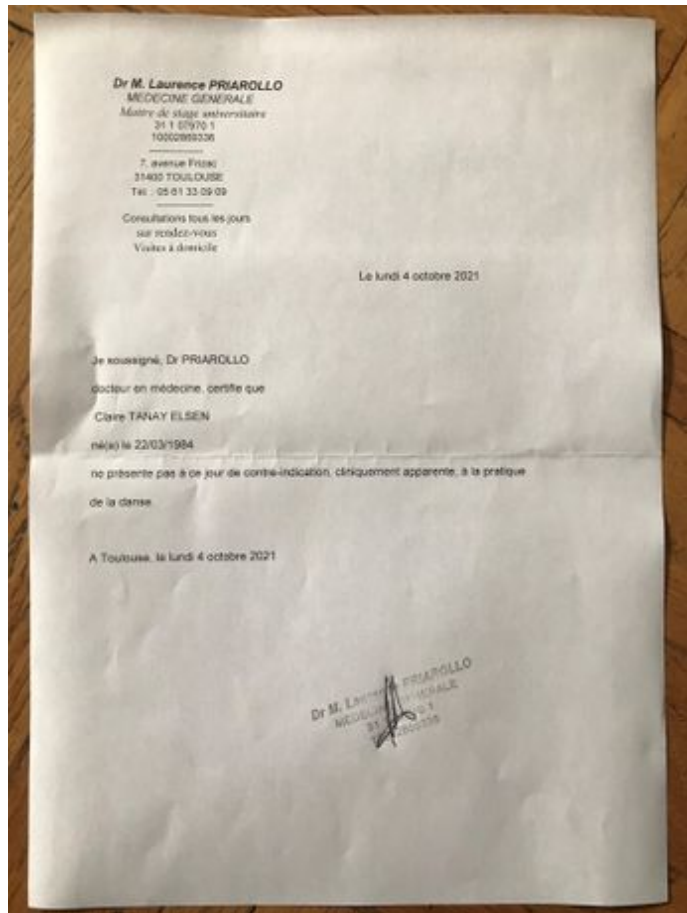 Dr M. Laurence PRIAROLLO
MEDECINE GENERALE
Maître de stage universitaire
31 1 07970 1
10002869336
7, avenue Frizac
31400 TOULOUSE
Tél : 05 61 33 09 09
Consultations tous les jours
sur rendez-vous
Visites à domicile
Le lundi 4 octobre 2021
Je soussigné, Dr PRIAROLLO
docteur en médecine, certifie que
Claire TANAY ELSEN
né(e) le 22/03/1984
ne présente pas à ce jour de contre-indication, cliniquement apparente, à la pratique
de la danse
A Toulouse, le lundi 4 octobre 2021
Dr M. PRIAROLLO